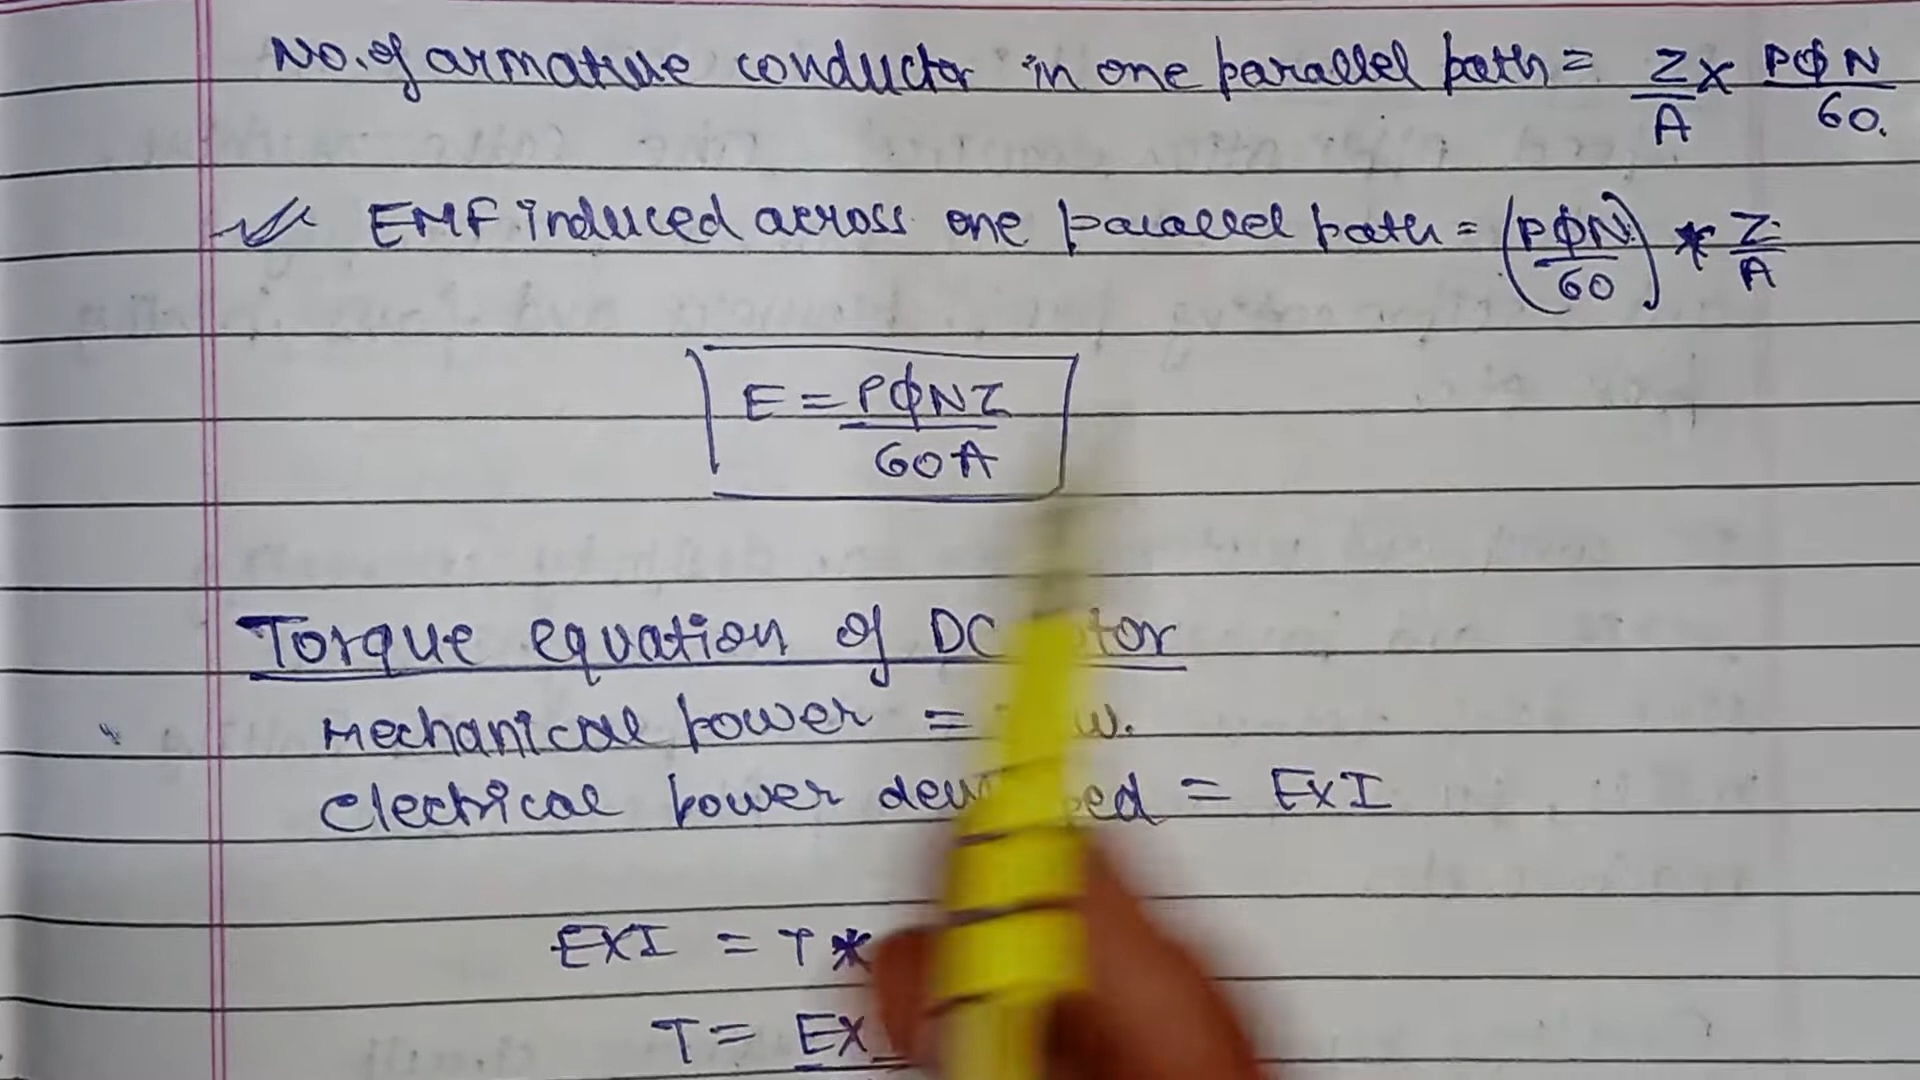 No. of armature conductor in one parallel path = Z/A x PΦN/60.
EMF induced across one parallel path = (PΦN/60) * Z/A
E = PΦNZ/60A
Torque equation of DC
Mechanical power = w.
electrical power = ExI
EXI = T*
T = EX